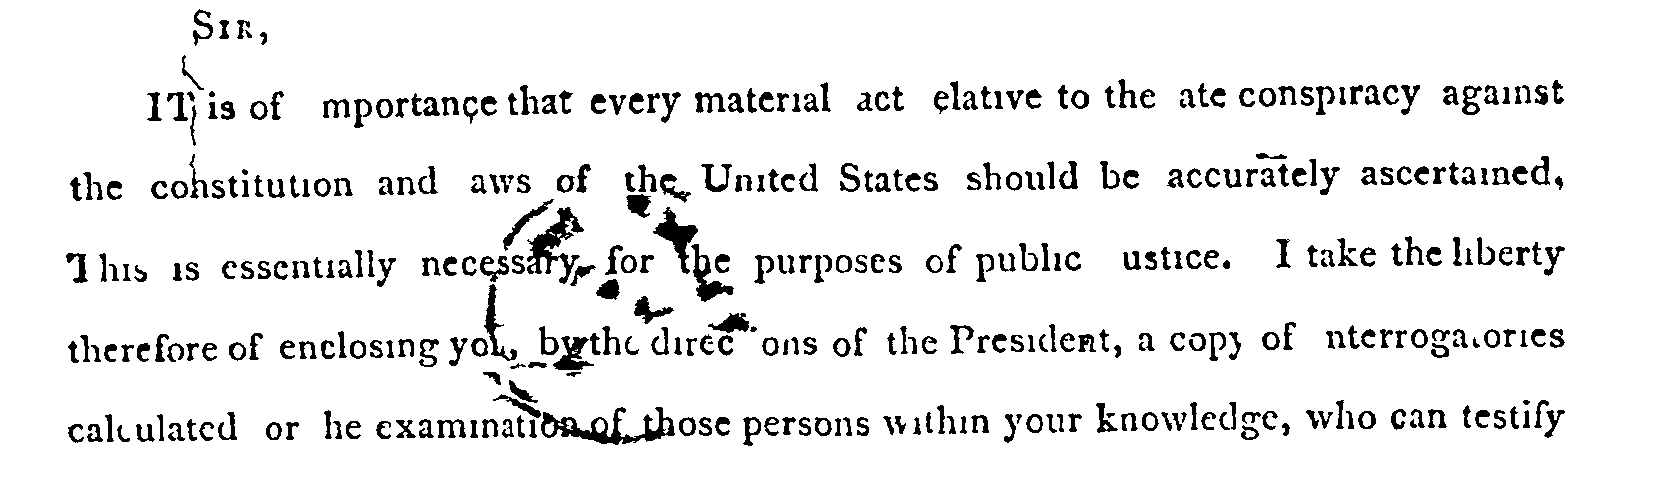 SIR,
IT is of mportance that every material act elative to the ate conspiracy against
the constitution and aws of the United States should be accurately ascertained,
This is essentially necessary, for the purposes of public ustice. I take the liberty
therefore of enclosing you, by the direc ons of the President, a copy of nterrogatories
calculated or he examination of those persons within your knowledge, who can testify